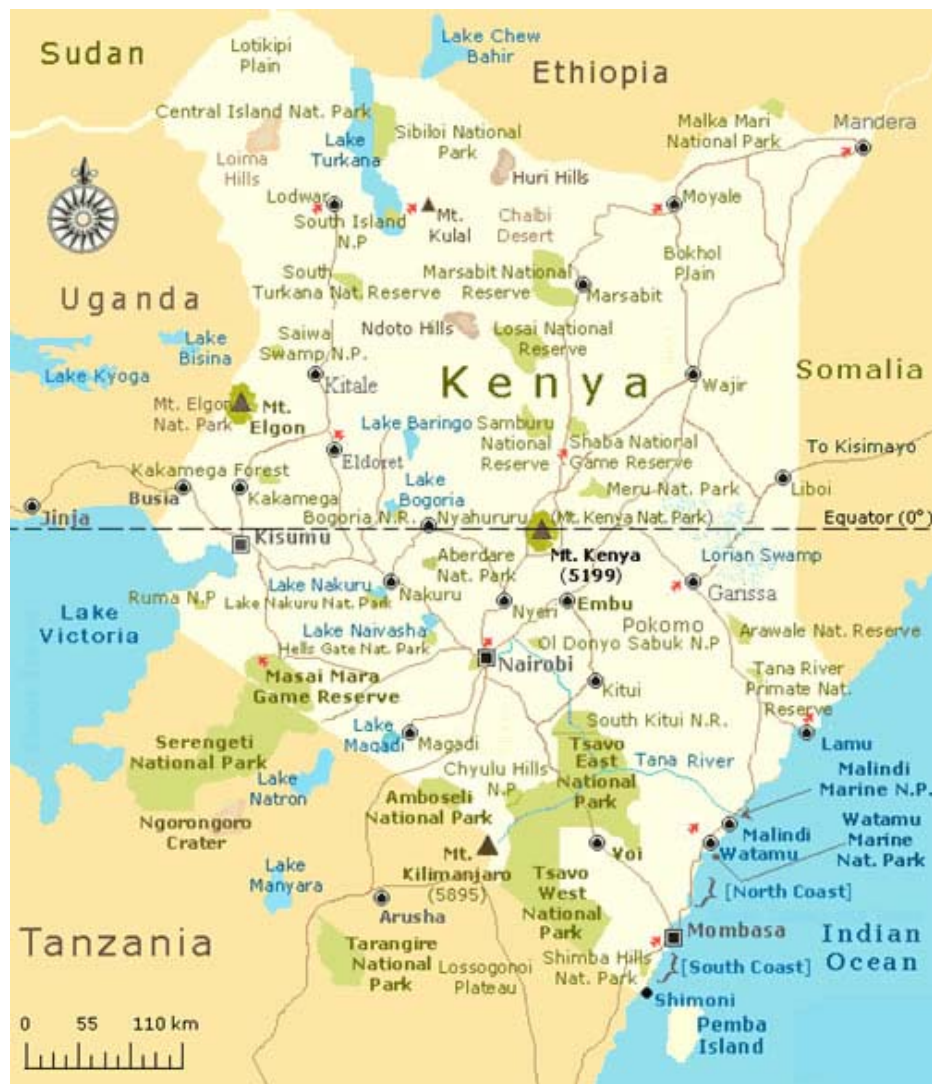 Sudan
Lotikipi
Plain
Lake Chew
Bahir
Ethiopia
Central Island Nat. Park
Lake
Turkana
Sibiloi National
Park
Malka Mari
National Park
Mandera
Loima
Hills
Huri Hills
Lodwar
South Island
N.P
Mt.
Kulal
Chalbi
Desert
Moyale
Bokhol
Plain
Uganda
South
Turkana Nat. Reserve
Marsabit National
Reserve
Marsabit
Ndoto Hills
Losai National
Reserve
Lake
Bisina
Saiwa
Swamp N.P.
Lake Kyoga
Kitale
Kenya
Wajir
Somalia
Mt. Elgon
Nat. Park
Mt.
Elgon
Lake Baringo
Samburu
National
Reserve
Shaba National
Game Reserve
To Kisimayo
Eldoret
Kakamega Forest
Busia
Kakamega
Lake
Bogoria
Meru Nat. Park
Liboi
Jinja
Bogoria N.R.
Nyahururu
(Mt. Kenya Nat. Park)
Equator (0°)
Kisumu
Aberdare
Nat. Park
Mt. Kenya
(5199)
Lorian Swamp
Lake
Victoria
Ruma N.P
Lake Nakuru
Lake Nakuru Nat. Park
Nakuru
Nyeri
Embu
Garissa
Pokomo
Lake Naivasha
Hells Gate Nat. Park
Ol Donyo Sabuk N.P
Arawale Nat. Reserve
Nairobi
Masai Mara
Game Reserve
Kitui
Tana River
Primate Nat.
Reserve
South Kitui N.R.
Lake
Magadi
Magadi
Lamu
Serengeti
National Park
Lake
Natron
Chyulu Hills
N.P
Tsavo
East
National
Park
Tana River
Malindi
Marine N.P.
Amboseli
National Park
Ngorongoro
Crater
Malindi
Watamu
Watamu
Marine
Nat. Park
Mt.
Kilimanjaro
(5895)
Voi
Lake
Manyara
Arusha
Tsavo
West
National
Park
[North Coast]
Tanzania
Tarangire
National
Park
Lossogonoi
Plateau
Shimba Hills
Nat. Park
Mombasa
Indian
Ocean
[South Coast]
Shimoni
Pemba
Island
0 55 110 km